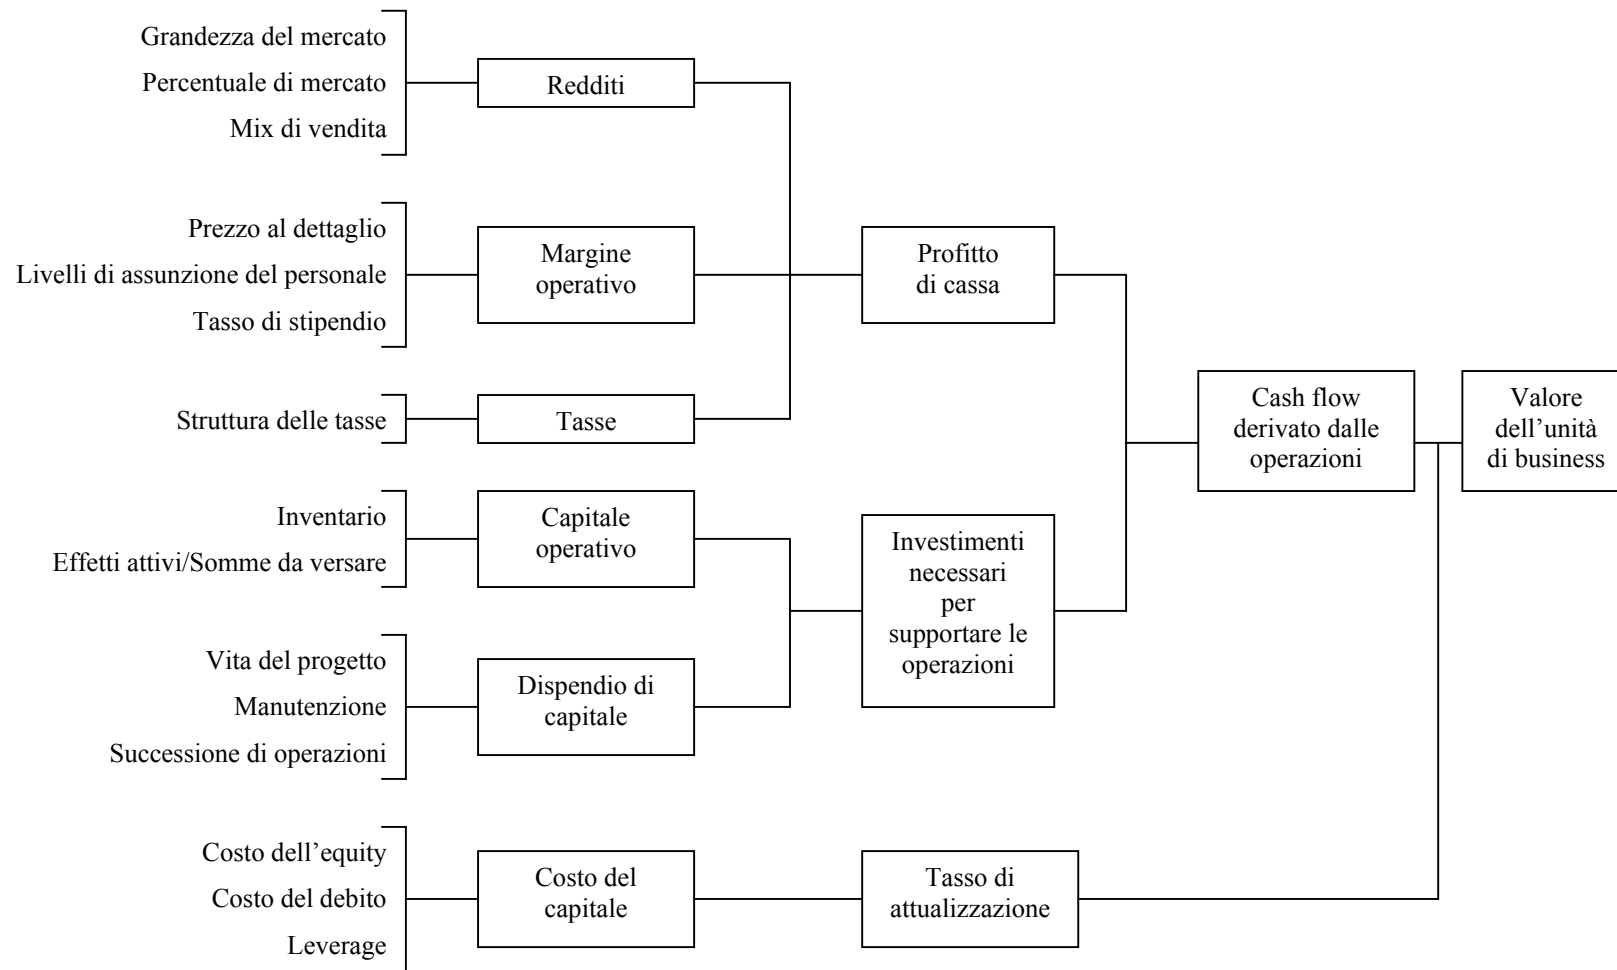 Grandezza del mercato
Percentuale di mercato
Mix di vendita
Redditi
Prezzo al dettaglio
Livelli di assunzione del personale
Tasso di stipendio
Margine
operativo
Profitto
di cassa
Struttura delle tasse
Tasse
Cash flow
derivato dalle
operazioni
Valore
dell’unità
di business
Inventario
Effetti attivi/Somme da versare
Capitale
operativo
Investimenti
necessari
per
supportare le
operazioni
Vita del progetto
Manutenzione
Successione di operazioni
Dispendio di
capitale
Costo dell’equity
Costo del debito
Leverage
Costo del
capitale
Tasso di
attualizzazione